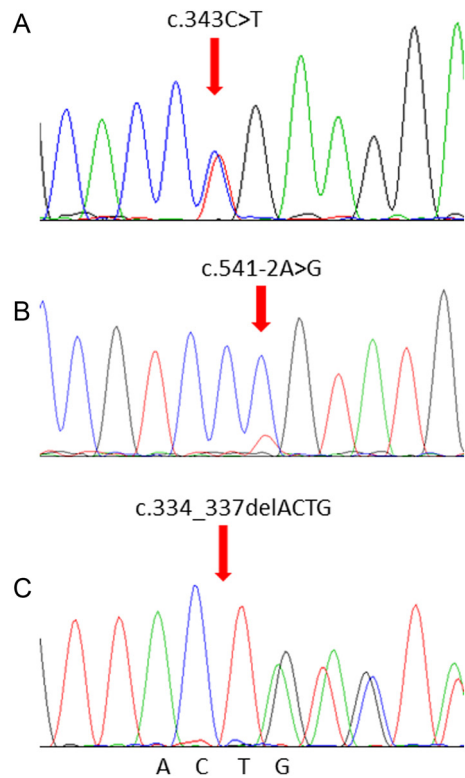 A
c.343C>T
c.541-2A>G
B
c.334_337delACTG
C
A C T G